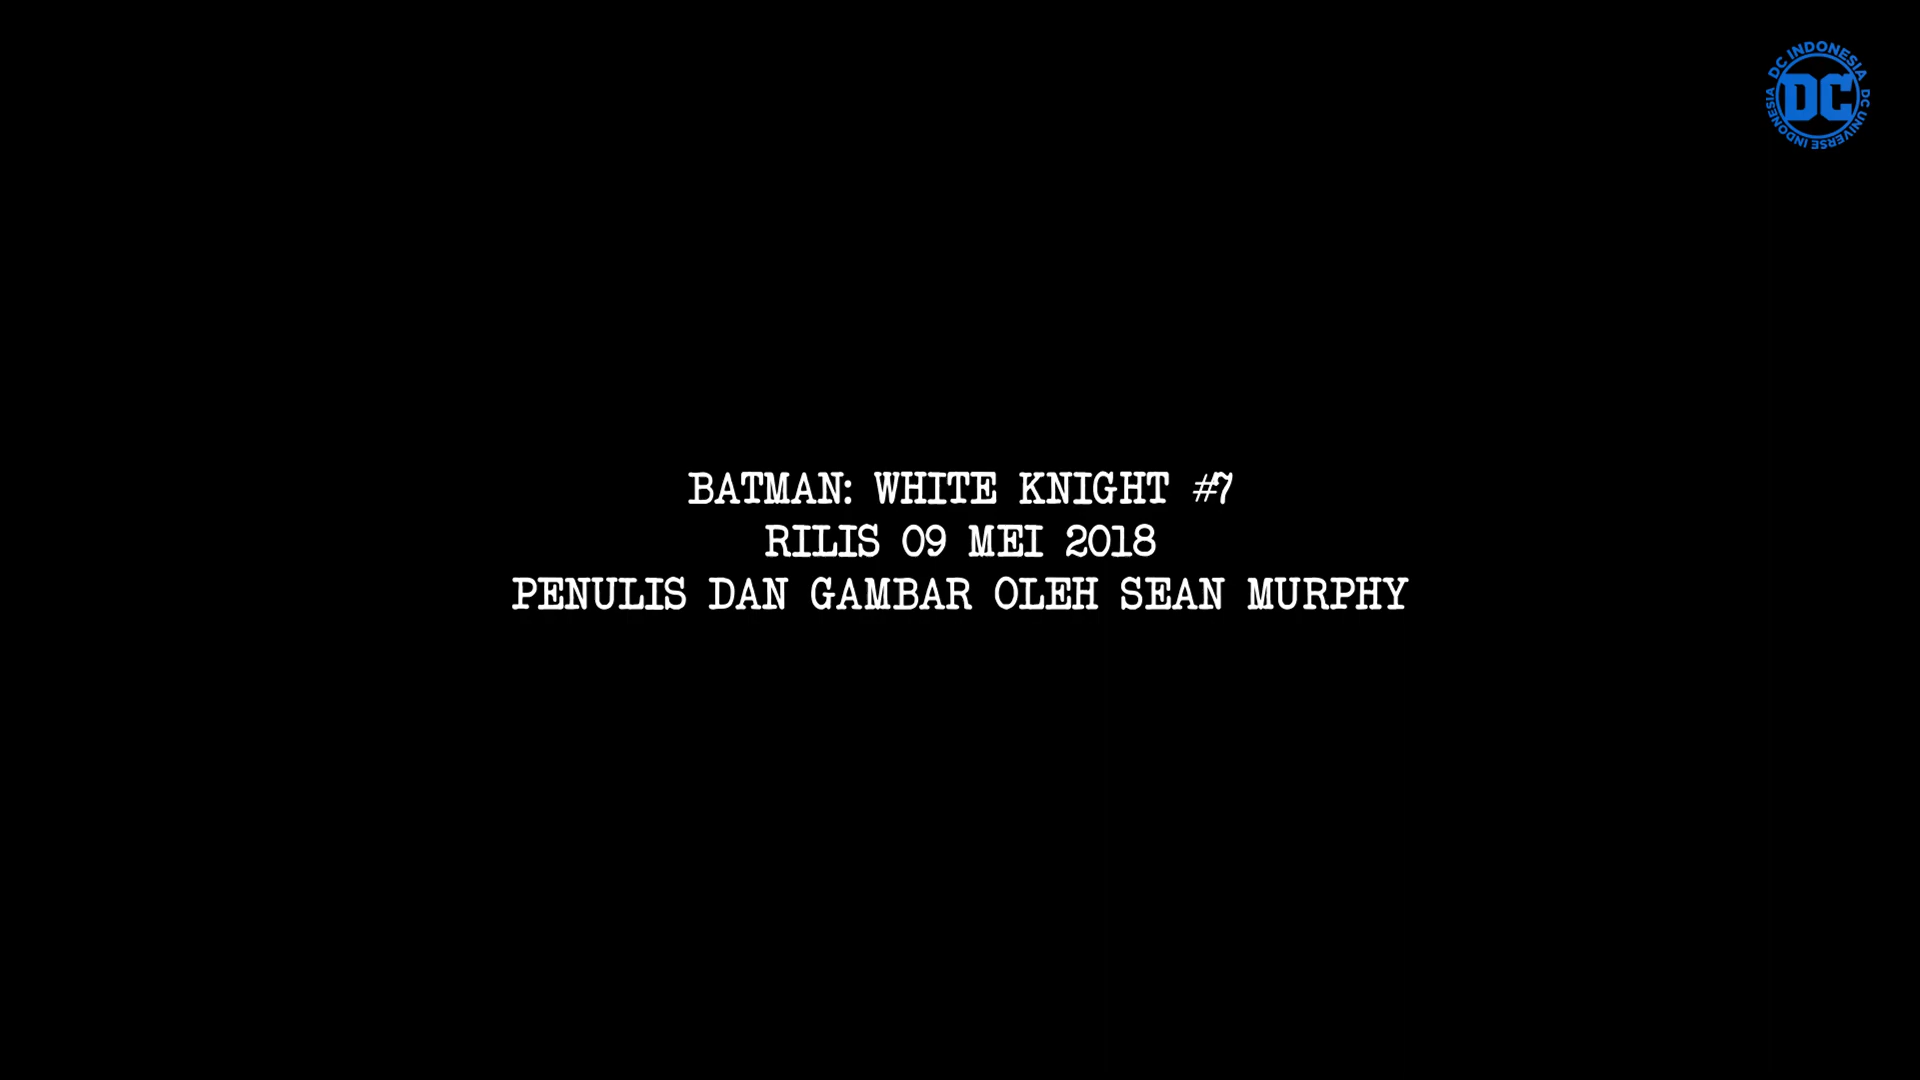 DC INDONESIA
DC UNIVERSE INDONESIA
DC
BATMAN: WHITE KNIGHT #7
RILIS 09 MEI 2018
PENULIS DAN GAMBAR OLEH SEAN MURPHY